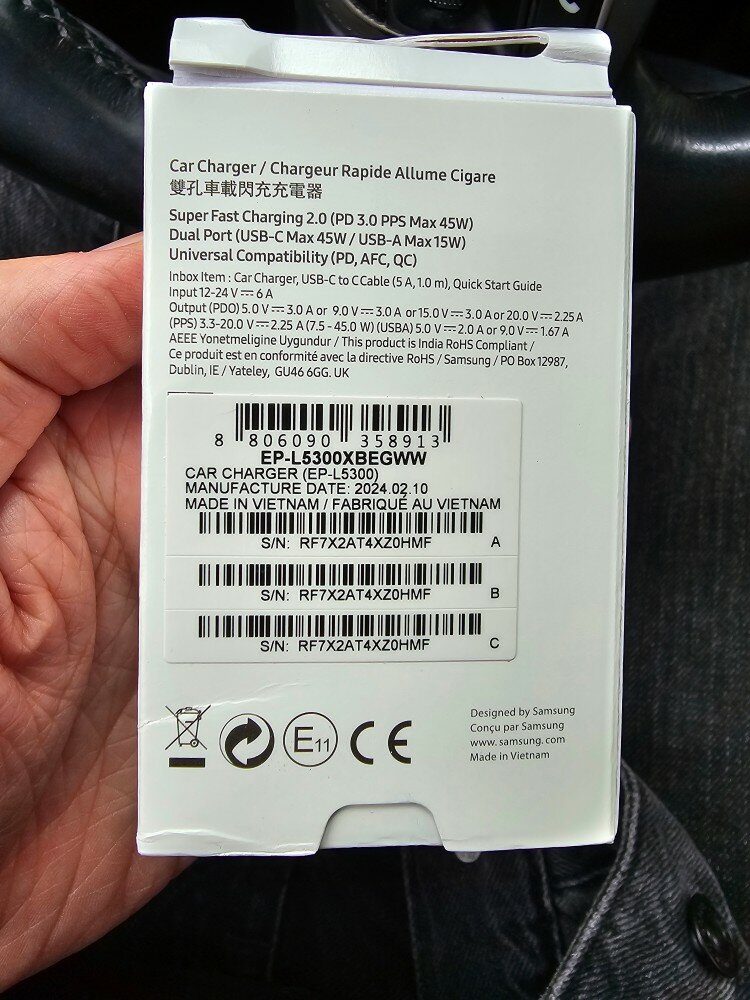 Car Charger / Chargeur Rapide Allume Cigare
雙孔車載閃充充電器
Super Fast Charging 2.0 (PD 3.0 PPS Max 45W)
Dual Port (USB-C Max 45W / USB-A Max 15W)
Universal Compatibility (PD, AFC, QC)
Inbox Item : Car Charger, USB-C to C Cable (5 A, 1.0 m), Quick Start Guide
Input 12-24 V ⎓ 6 A
Output (PDO) 5.0 V ⎓ 3.0 A or 9.0 V ⎓ 3.0 A or 15.0 V ⎓ 3.0 A or 20.0 V ⎓ 2.25 A
(PPS) 3.3-20.0 V ⎓ 2.25 A (7.5 - 45.0 W) (USBA) 5.0 V ⎓ 2.0 A or 9.0 V ⎓ 1.67 A
AEEE Yonetmeligine Uygundur / This product is India RoHS Compliant /
Ce produit est en conformité avec la directive RoHS / Samsung / PO Box 12987,
Dublin, IE / Yateley, GU46 6GG. UK
8 806090 358913
EP-L5300XBEGWW
CAR CHARGER (EP-L5300)
MANUFACTURE DATE: 2024.02.10
MADE IN VIETNAM / FABRIQUÉ AU VIETNAM
S/N: RF7X2AT4XZ0HMF A
S/N: RF7X2AT4XZ0HMF B
S/N: RF7X2AT4XZ0HMF C
E11 CE
Designed by Samsung
Conçu par Samsung
www.samsung.com
Made in Vietnam